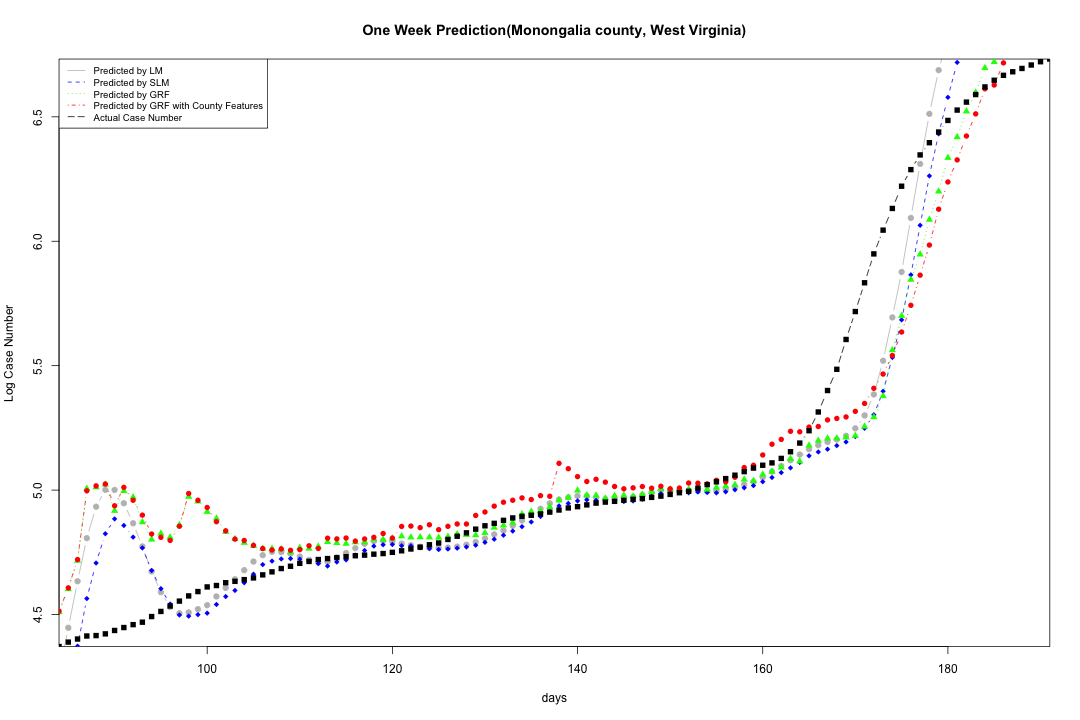 One Week Prediction(Monongalia county, West Virginia)
Predicted by LM
Predicted by SLM
Predicted by GRF
Predicted by GRF with County Features
Actual Case Number
6.5
6.0
5.5
5.0
4.5
Log Case Number
100 120 140 160 180
days